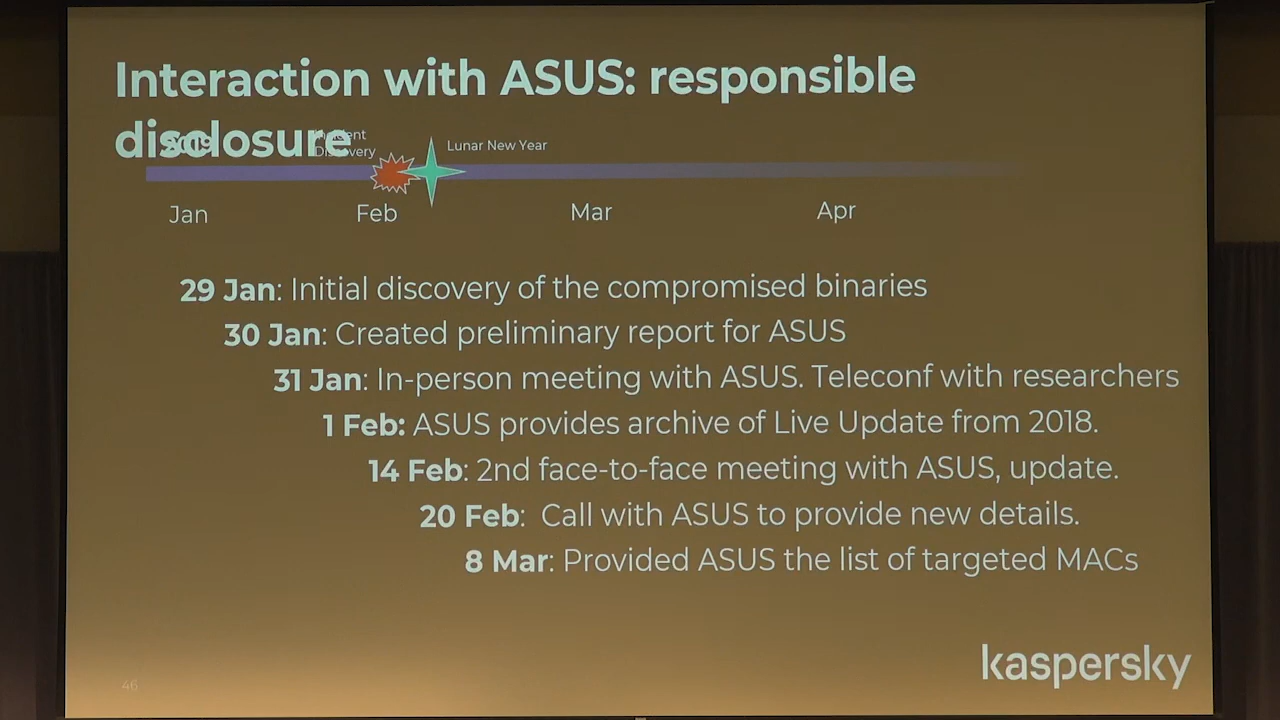 Interaction with ASUS: responsible
disclosure
2019
Incident
Discovery
Lunar New Year
Jan Feb Mar Apr
29 Jan: Initial discovery of the compromised binaries
30 Jan: Created preliminary report for ASUS
31 Jan: In-person meeting with ASUS. Teleconf with researchers
1 Feb: ASUS provides archive of Live Update from 2018.
14 Feb: 2nd face-to-face meeting with ASUS, update.
20 Feb: Call with ASUS to provide new details.
8 Mar: Provided ASUS the list of targeted MACs
kaspersky
46